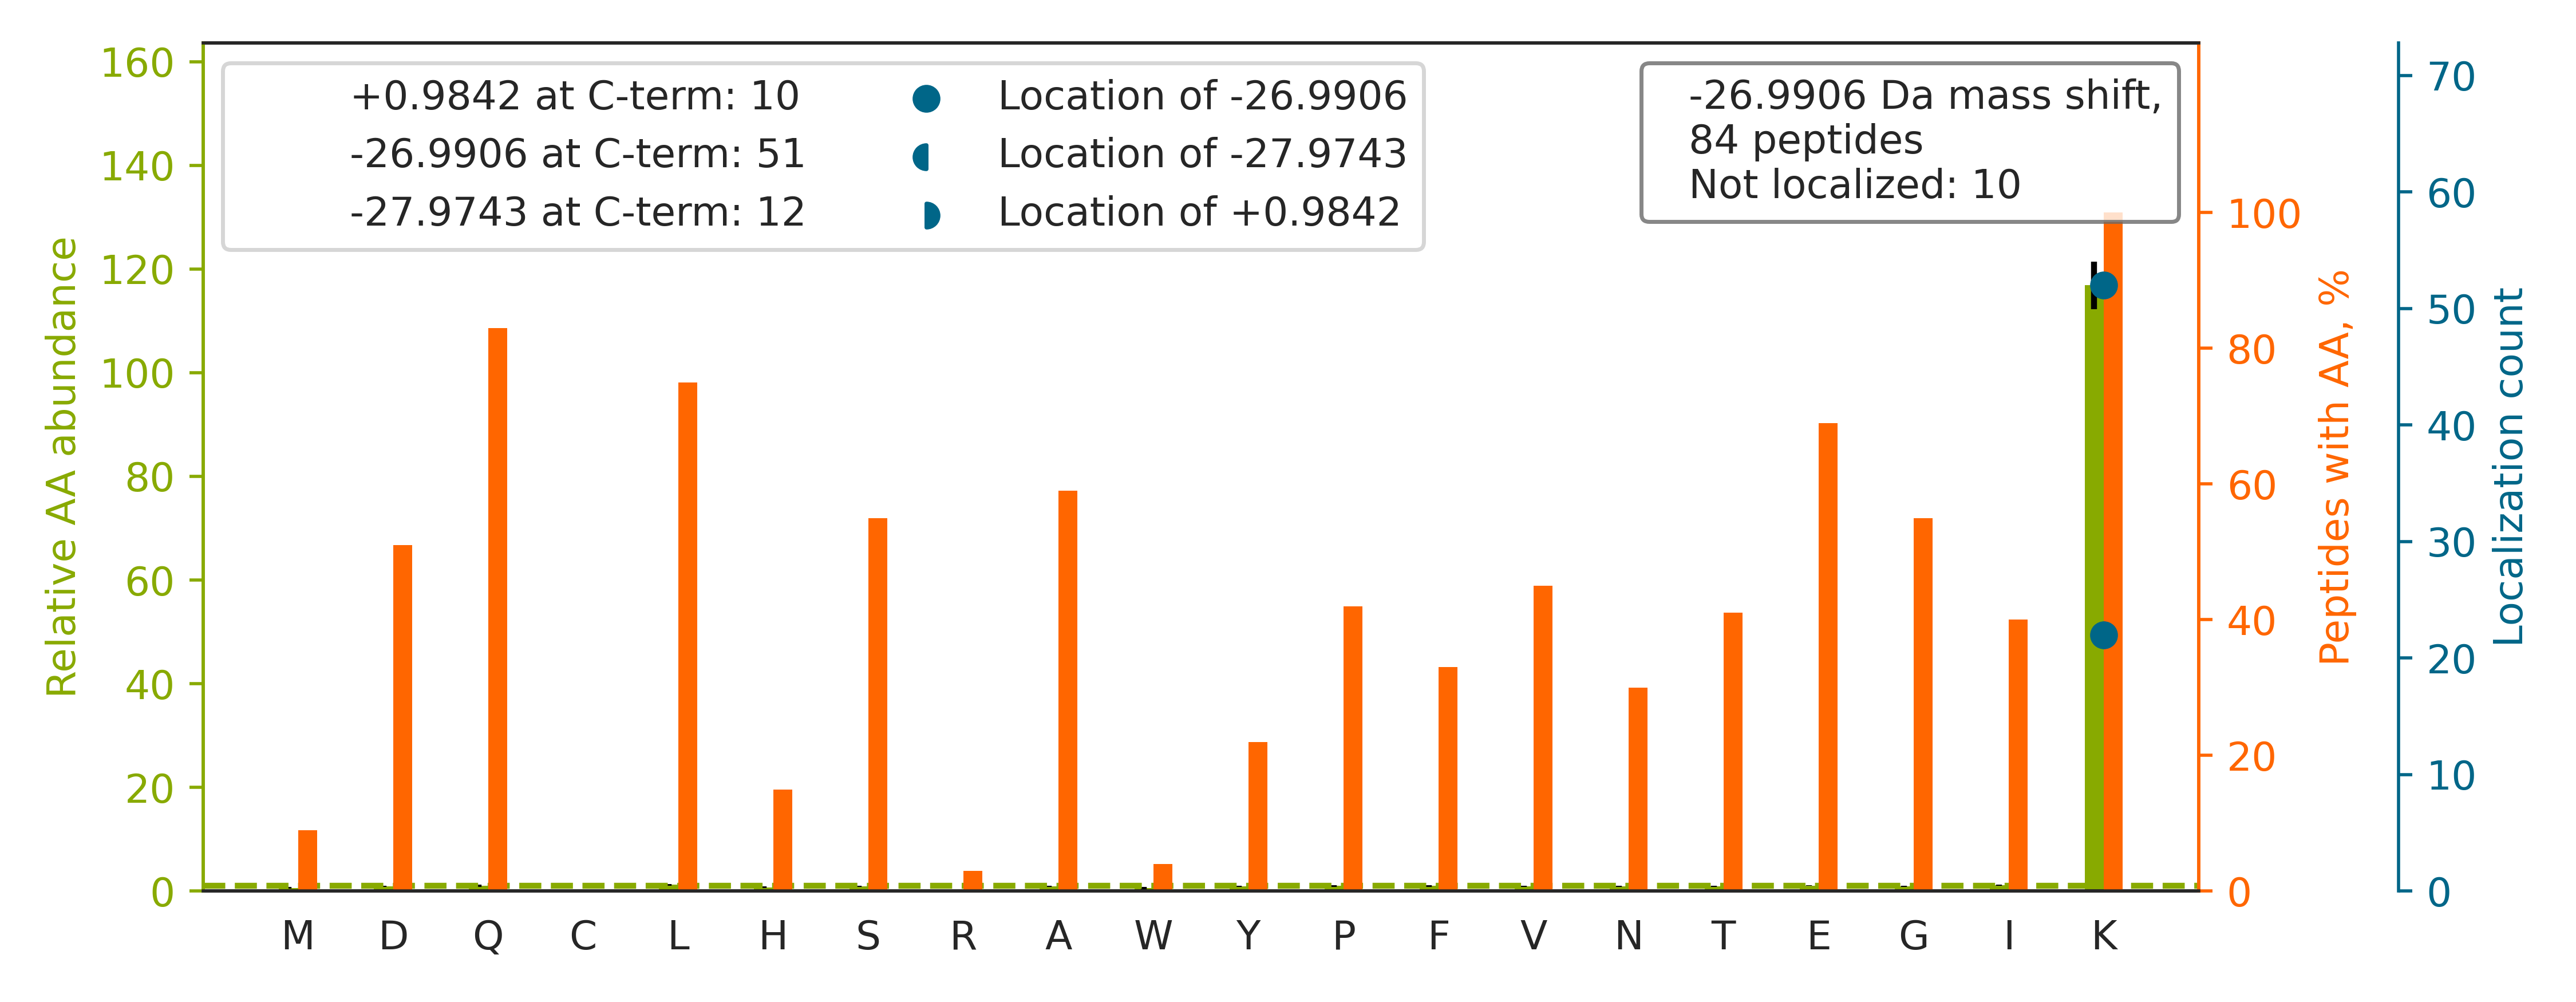 +0.9842 at C-term: 10
-26.9906 at C-term: 51
-27.9743 at C-term: 12
Location of -26.9906
Location of -27.9743
Location of +0.9842
-26.9906 Da mass shift,
84 peptides
Not localized: 10
Relative AA abundance
160
140
120
100
80
60
40
20
0
M D Q C L H S R A W Y P F V N T E G I K
100
80
60
40
20
0
Peptides with AA, %
70
60
50
40
30
20
10
0
Localization count